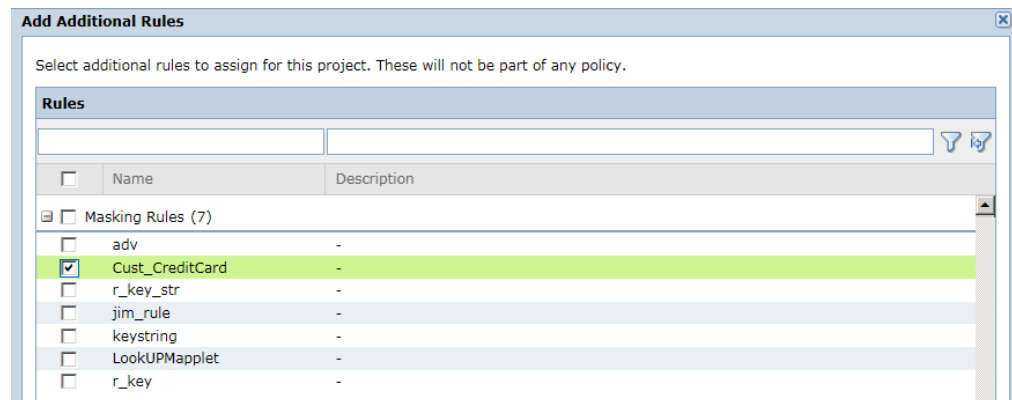 Add Additional Rules
Select additional rules to assign for this project. These will not be part of any policy.
Rules
Name Description
Masking Rules (7)
adv -
Cust_CreditCard -
r_key_str -
jim_rule -
keystring -
LookUPMapplet -
r_key -